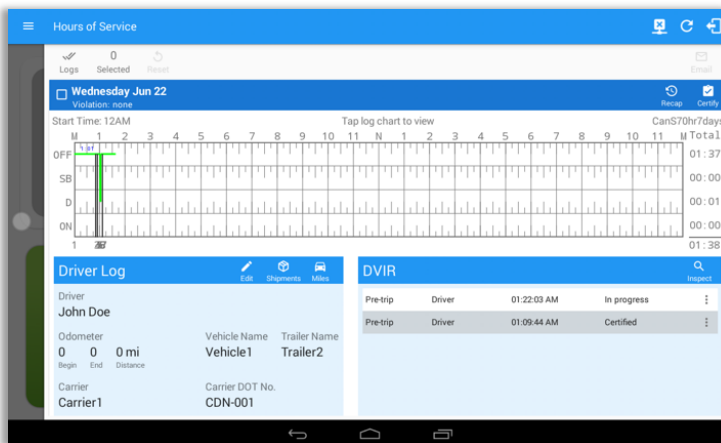 Hours of Service
Logs
0
Selected
Reset
Email
Wednesday Jun 22
Violation: none
Recap
Certify
Start Time: 12AM
Tap log chart to view
CanS70hr7days
M 1 2 3 4 5 6 7 8 9 10 11 N 1 2 3 4 5 6 7 8 9 10 11 M Total
OFF 01:37
SB 00:00
D 00:01
ON 00:00
1
01:38
Driver Log
Edit
Shipments
Miles
Driver
John Doe
Odometer Vehicle Name Trailer Name
0 0 0 mi Vehicle1 Trailer2
Begin End Distance
Carrier Carrier DOT No.
Carrier1 CDN-001
DVIR
Inspect
Pre-trip Driver 01:22:03 AM In progress
Pre-trip Driver 01:09:44 AM Certified